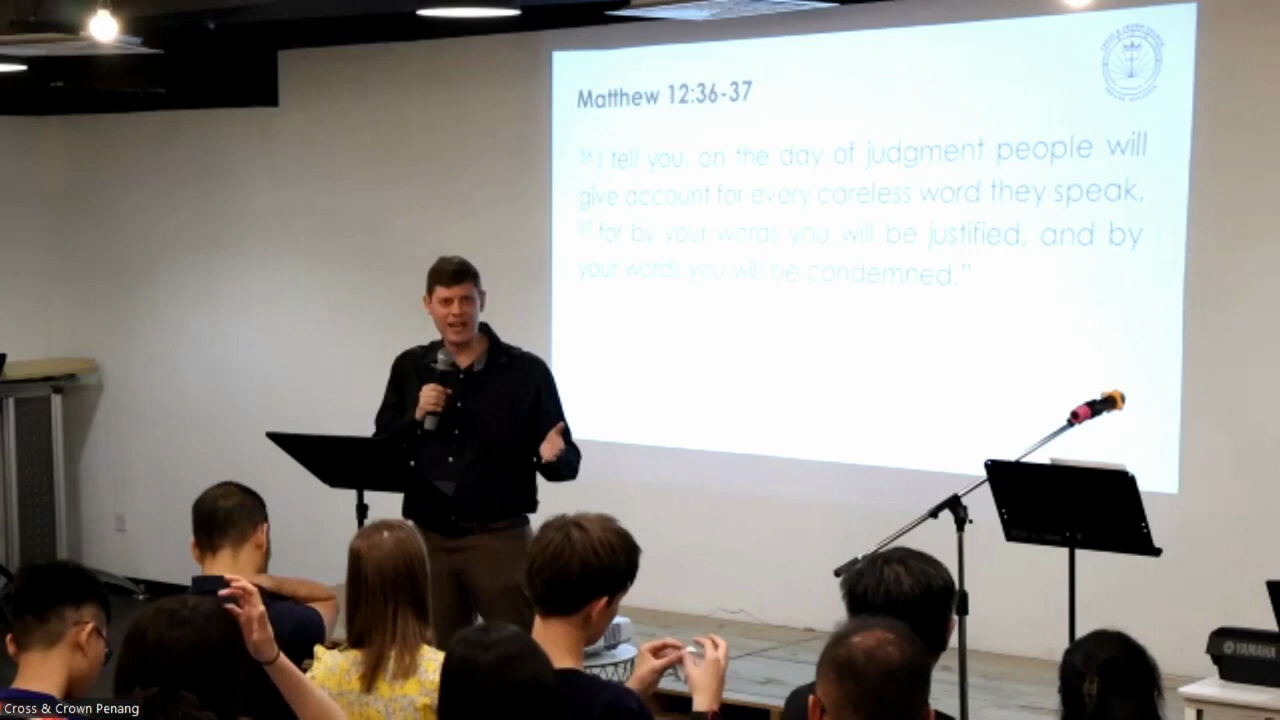 Matthew 12:36-37
36 I tell you, on the day of judgment people will
give account for every careless word they speak,
37 for by your words you will be justified, and by
your words you will be condemned."
YAMAHA
Cross & Crown Penang